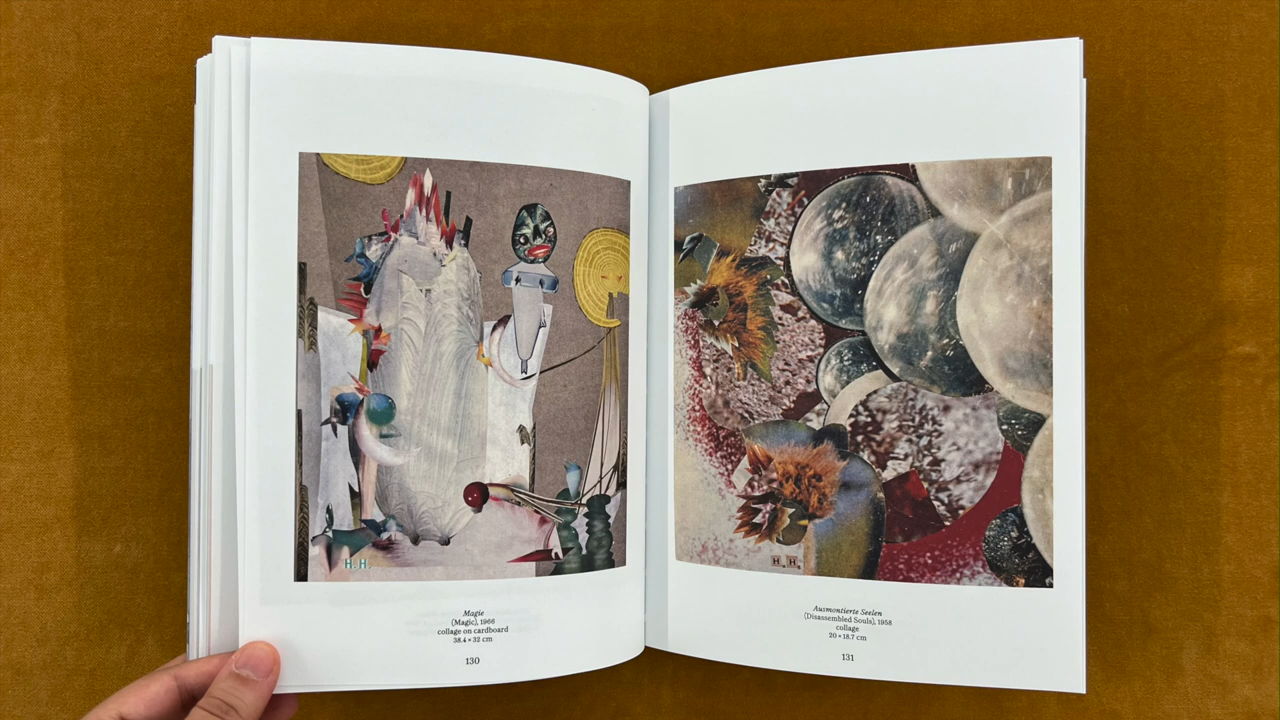 H.H.
Magie
(Magic), 1966
collage on cardboard
38.4 × 32 cm
130
H.H.
Ausmontierte Seelen
(Disassembled Souls), 1958
collage
20 × 18.7 cm
131